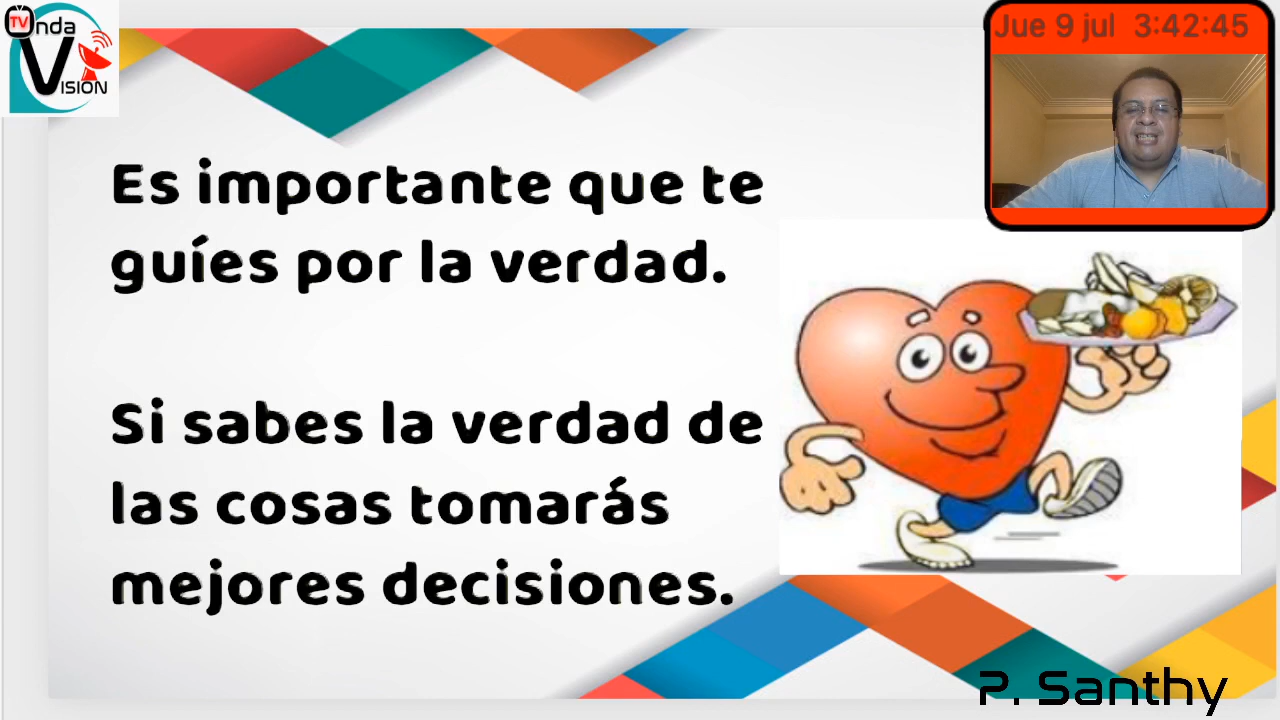 TV
Onda
Vision
Jue 9 jul 3:42:45
Es importante que te
guíes por la verdad.
Si sabes la verdad de
las cosas tomarás
mejores decisiones.
P. Santhy